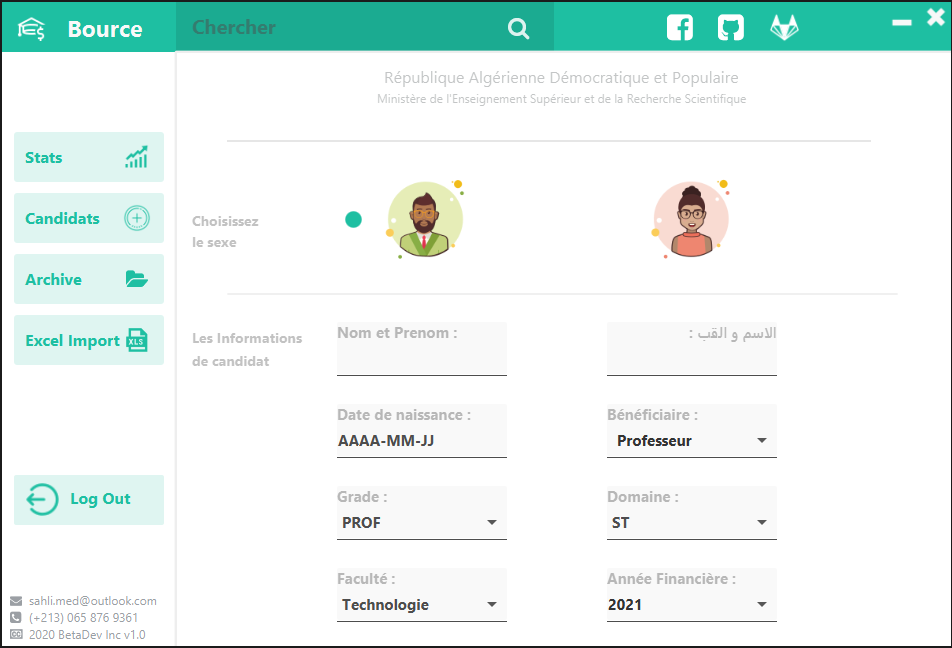 Bource
Chercher
République Algérienne Démocratique et Populaire
Ministère de l'Enseignement Supérieur et de la Recherche Scientifique
Stats
Candidats
Archive
Excel Import
XLS
Log Out
sahli.med@outlook.com
(+213) 065 876 9361
2020 BetaDev Inc v1.0
Choisissez
le sexe
Les Informations
de candidat
Nom et Prenom :
الاسم و القب :
Date de naissance :
AAAA-MM-JJ
Bénéficiaire :
Professeur
Grade :
PROF
Domaine :
ST
Faculté :
Technologie
Année Financière :
2021